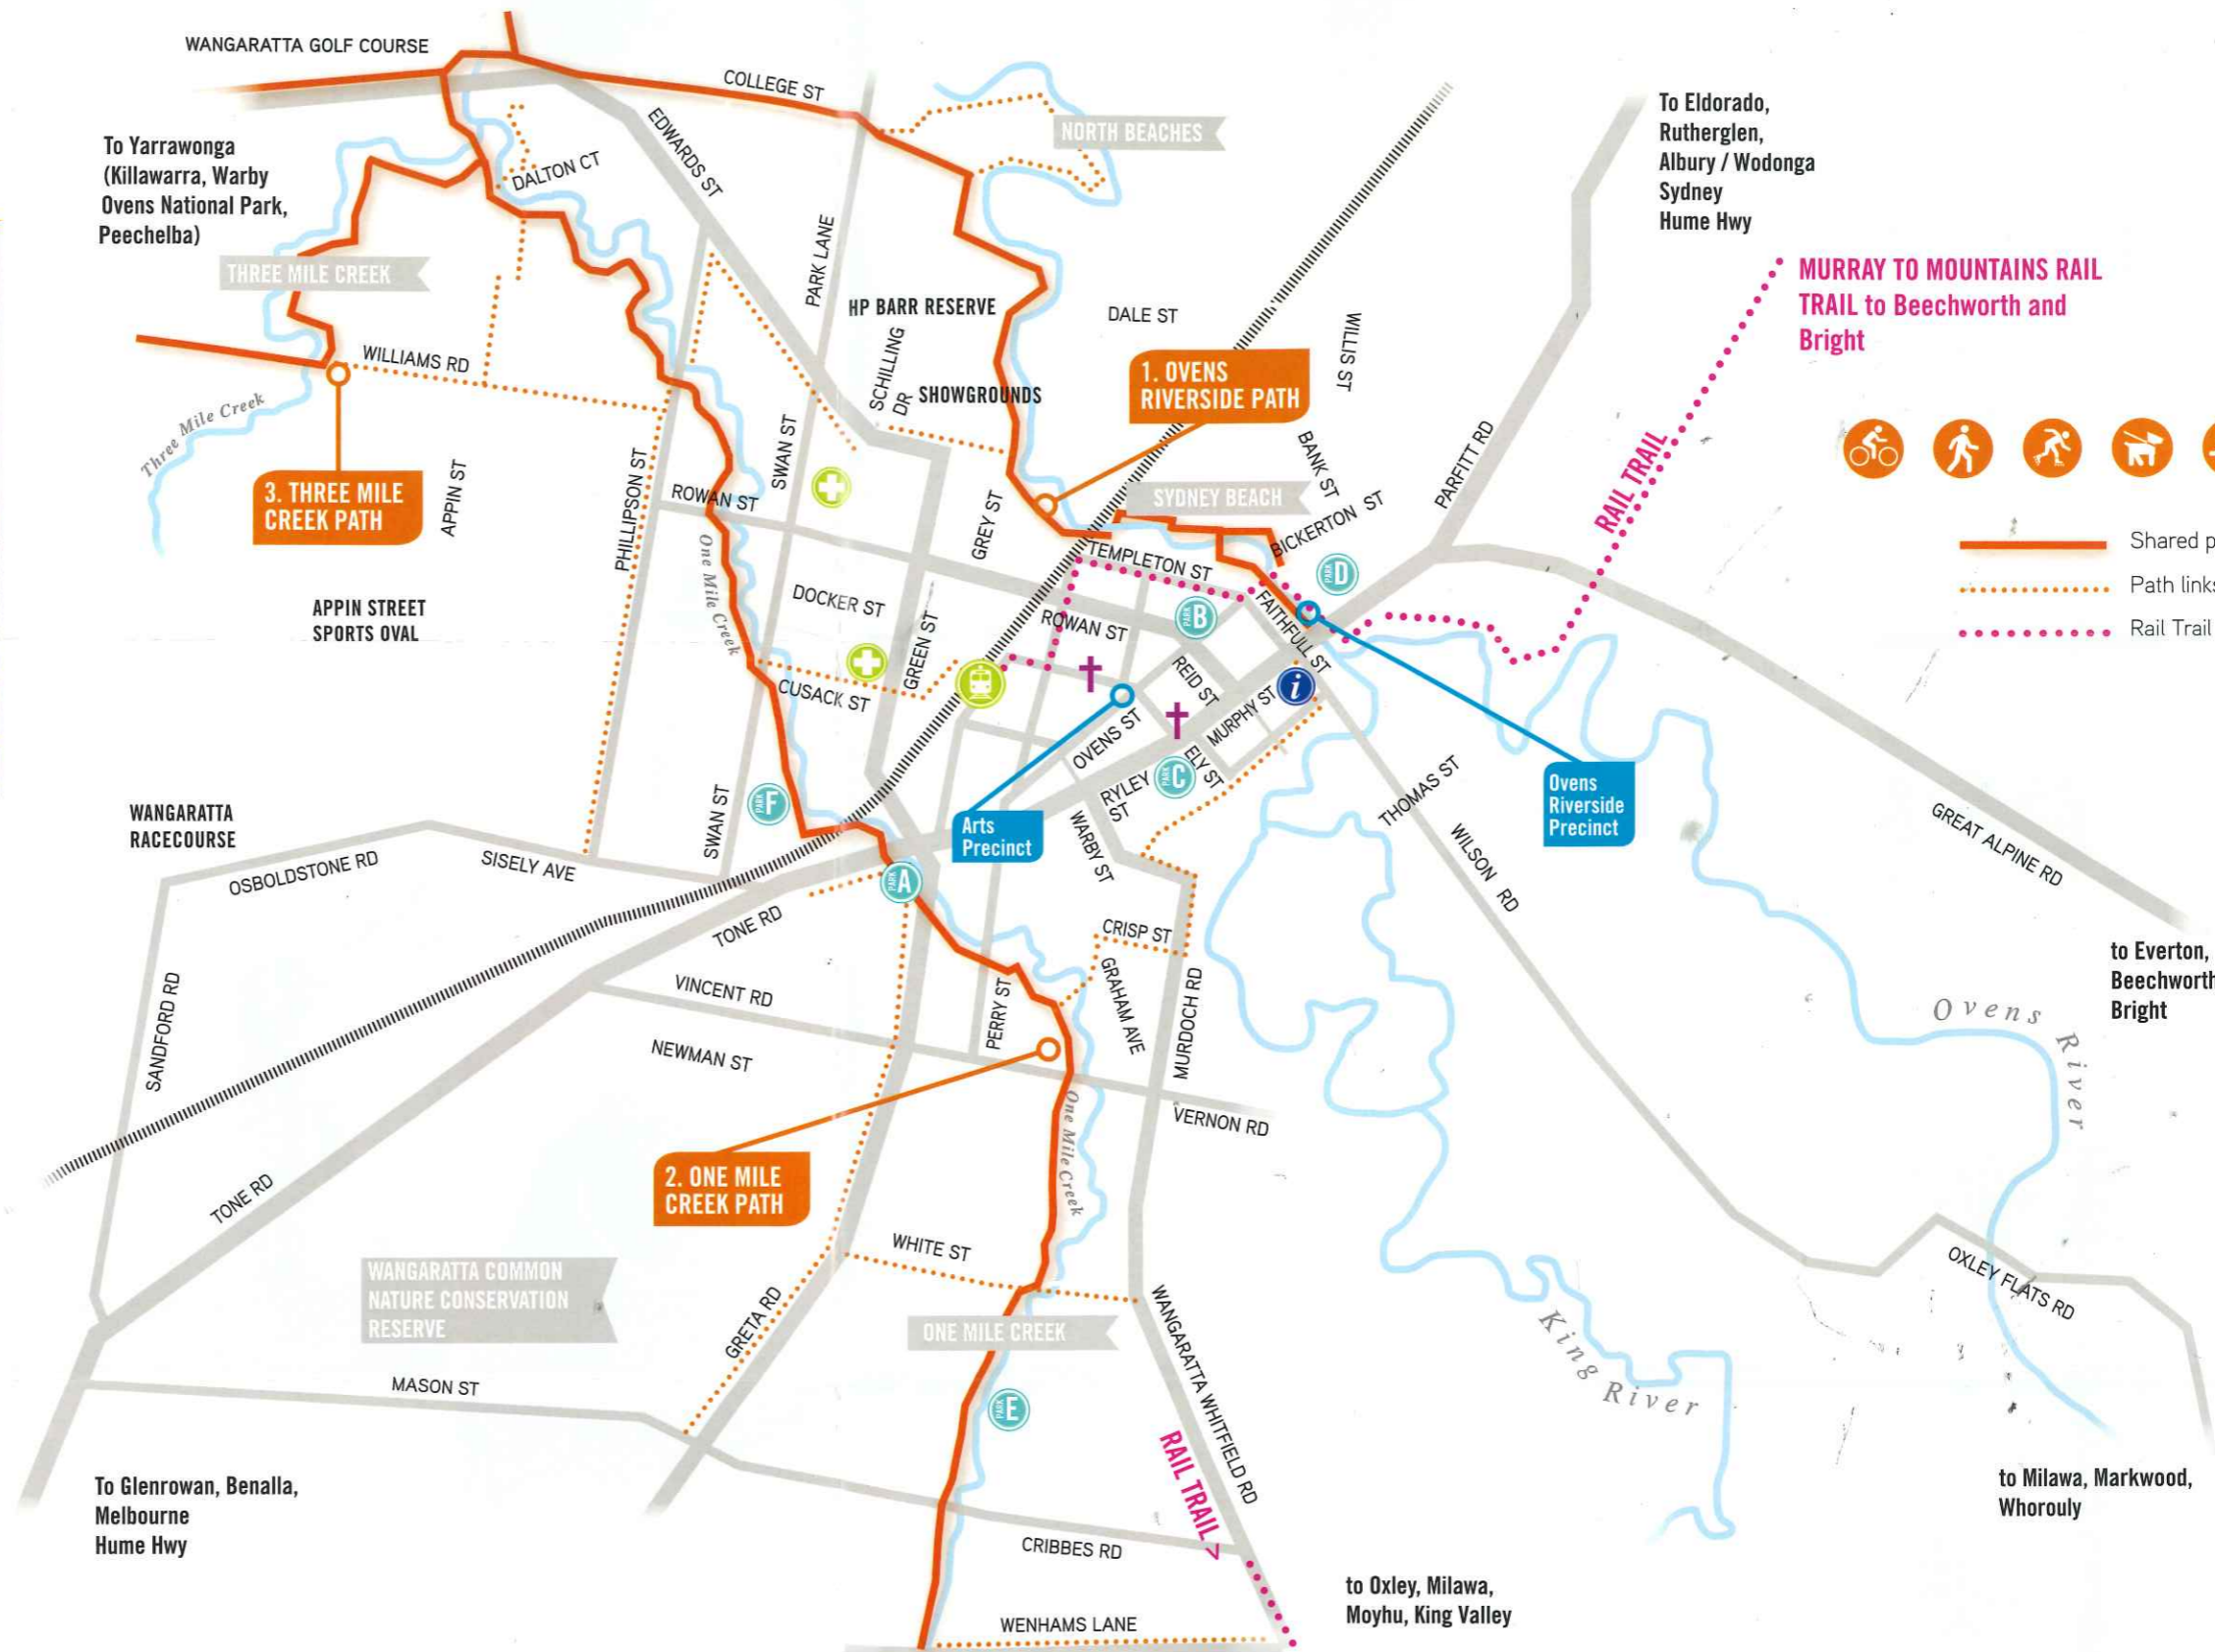 WANGARATTA GOLF COURSE
COLLEGE ST
To Yarrawonga
(Killawarra, Warby
Ovens National Park,
Peechelba)
EDWARDS ST
DALTON CT
NORTH BEACHES
To Eldorado,
Rutherglen,
Albury / Wodonga
Sydney
Hume Hwy
THREE MILE CREEK
PARK LANE
HP BARR RESERVE
DALE ST
WILLIS ST
MURRAY TO MOUNTAINS RAIL
TRAIL to Beechworth and
Bright
WILLIAMS RD
SCHILLING
DR
SHOWGROUNDS
1. OVENS
RIVERSIDE PATH
Three Mile Creek
3. THREE MILE
CREEK PATH
APPIN ST
PHILLIPSON ST
SWAN ST
ROWAN ST
GREY ST
SYDNEY BEACH
BANK ST
BICKERTON ST
PARFITT RD
RAIL TRAIL
Shared p
Path links
Rail Trail
One Mile Creek
TEMPLETON ST
PARK D
APPIN STREET
SPORTS OVAL
DOCKER ST
GREEN ST
ROWAN ST
PARK B
FAITHFULL ST
CUSACK ST
REID ST
i
MURPHY ST
OVENS ST
ELY ST
RYLEY
ST
PARK C
THOMAS ST
Ovens
Riverside
Precinct
WANGARATTA
RACECOURSE
SWAN ST
PARK F
Arts
Precinct
WARBY ST
WILSON RD
GREAT ALPINE RD
OSBOLDSTONE RD
SISELY AVE
PARK A
TONE RD
CRISP ST
to Everton,
Beechworth
Bright
SANDFORD RD
VINCENT RD
PERRY ST
GRAHAM AVE
MURDOCH RD
Ovens River
NEWMAN ST
VERNON RD
One Mile Creek
2. ONE MILE
CREEK PATH
TONE RD
WHITE ST
WANGARATTA COMMON
NATURE CONSERVATION
RESERVE
GRETA RD
ONE MILE CREEK
WANGARATTA WHITFIELD RD
OXLEY FLATS RD
King River
MASON ST
PARK E
RAIL TRAIL >
To Glenrowan, Benalla,
Melbourne
Hume Hwy
to Milawa, Markwood,
Whorouly
CRIBBES RD
to Oxley, Milawa,
Moyhu, King Valley
WENHAMS LANE